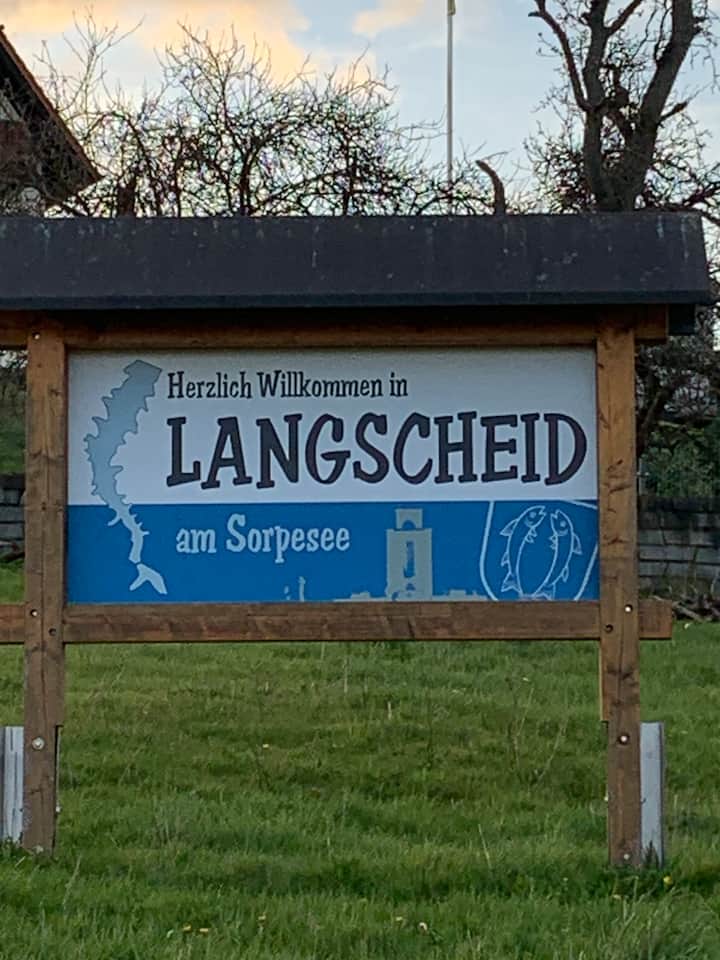 Herzlich Willkommen in
LANGSCHEID
am Sorpesee